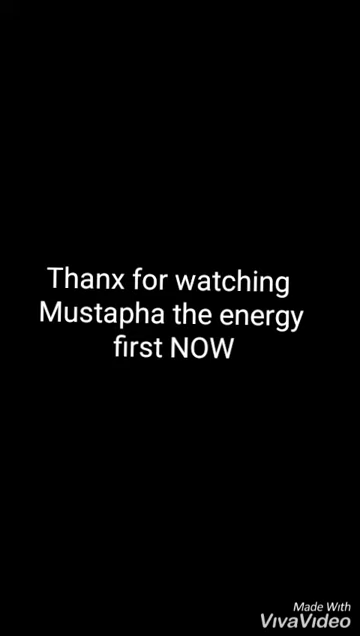 Thanx for watching
Mustapha the energy
first NOW
Made With
VivaVideo